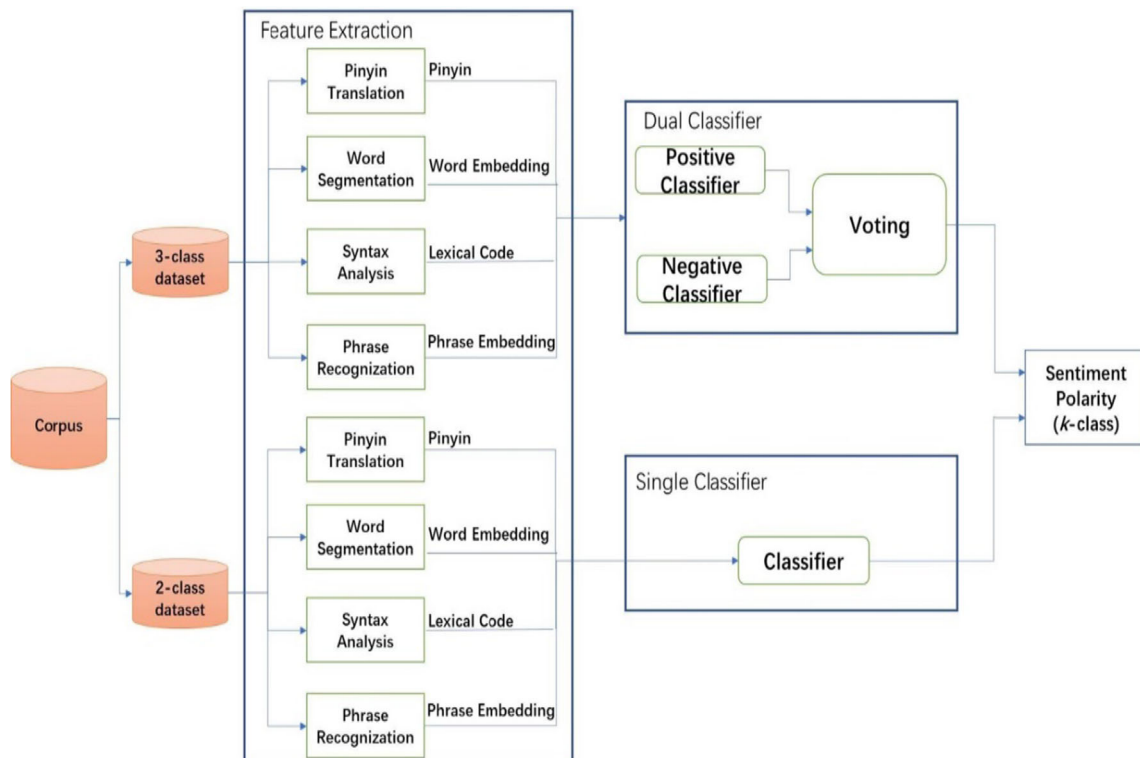 Feature Extraction
Pinyin
Translation
Pinyin
Word
Segmentation
Word Embedding
Syntax
Analysis
Lexical Code
Phrase
Recognization
Phrase Embedding
Pinyin
Translation
Pinyin
Word
Segmentation
Word Embedding
Syntax
Analysis
Lexical Code
Phrase
Recognization
Phrase Embedding
Corpus
3-class
dataset
2-class
dataset
Dual Classifier
Positive
Classifier
Negative
Classifier
Voting
Single Classifier
Classifier
Sentiment
Polarity
(k-class)